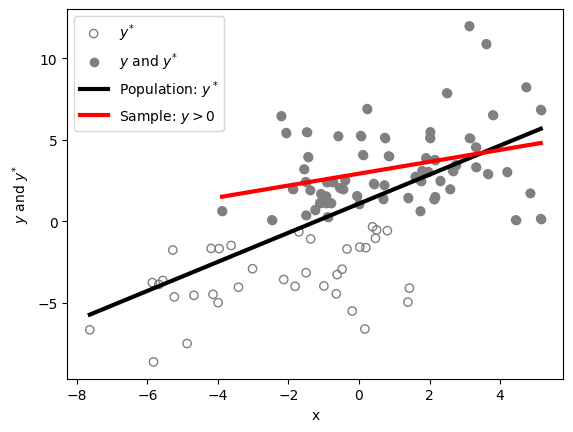 y*
y and y*
Population: y*
Sample: y > 0
y and y*
10
5
0
−5
−8
−6
−4
−2
0
2
4
x